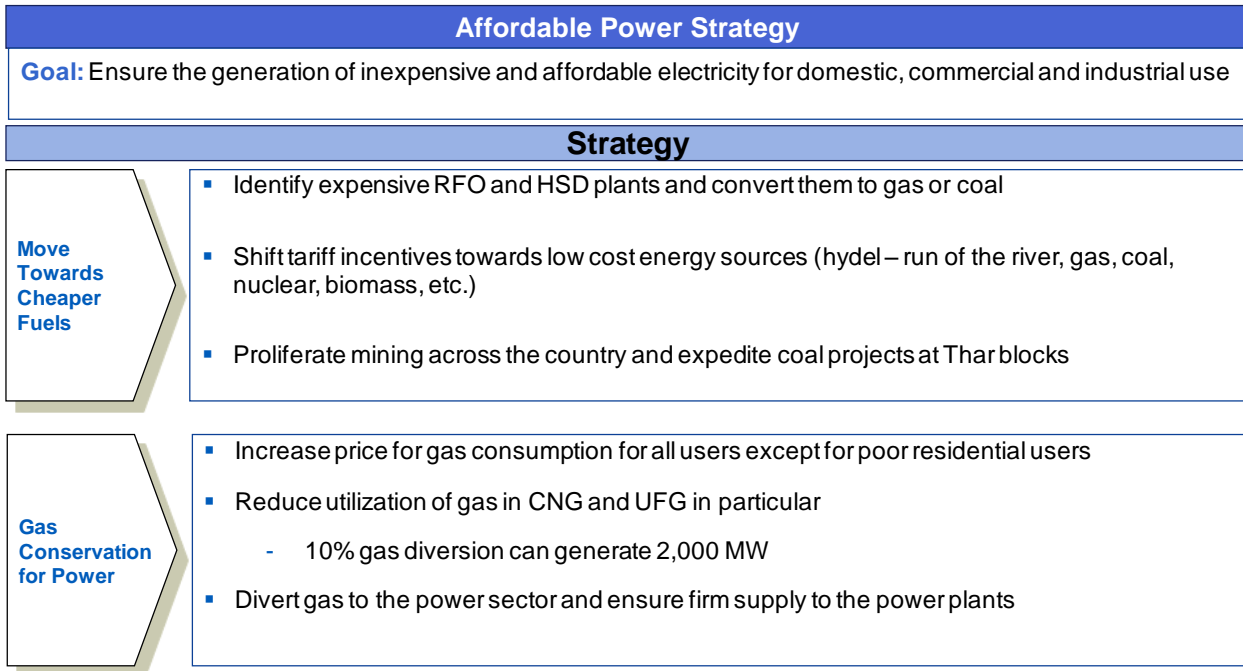 Affordable Power Strategy
Goal: Ensure the generation of inexpensive and affordable electricity for domestic, commercial and industrial use
Strategy
Move
Towards
Cheaper
Fuels
▪ Identify expensive RFO and HSD plants and convert them to gas or coal
▪ Shift tariff incentives towards low cost energy sources (hydel – run of the river, gas, coal,
nuclear, biomass, etc.)
▪ Proliferate mining across the country and expedite coal projects at Thar blocks
Gas
Conservation
for Power
▪ Increase price for gas consumption for all users except for poor residential users
▪ Reduce utilization of gas in CNG and UFG in particular
- 10% gas diversion can generate 2,000 MW
▪ Divert gas to the power sector and ensure firm supply to the power plants